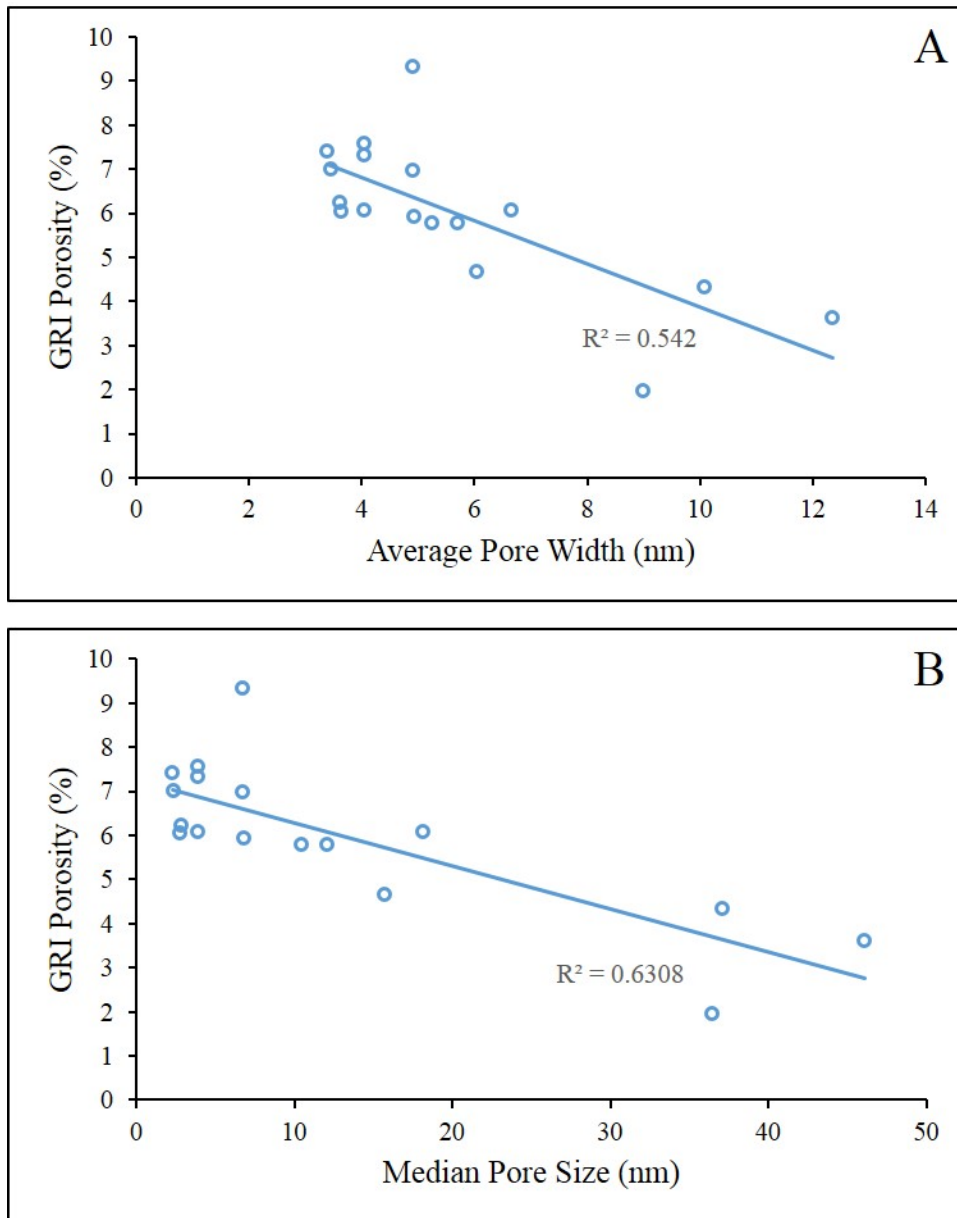 A
10
9
8
7
6
5
4
3
2
1
0
GRI Porosity (%)
R² = 0.542
0 2 4 6 8 10 12 14
Average Pore Width (nm)
B
10
9
8
7
6
5
4
3
2
1
0
GRI Porosity (%)
R² = 0.6308
0 10 20 30 40 50
Median Pore Size (nm)